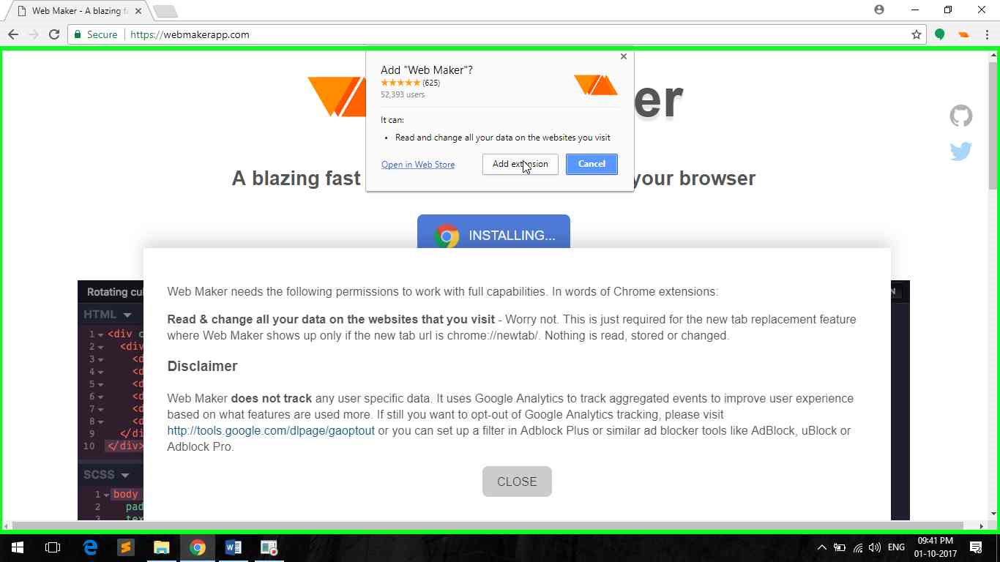 Web Maker - A blazing f
Secure
https://webmakerapp.com
Add "Web Maker"?
(625)
52,393 users
It can:
• Read and change all your data on the websites you visit
Open in Web Store
Add extension
Cancel
er
A blazing fast
your browser
INSTALLING...
Web Maker needs the following permissions to work with full capabilities. In words of Chrome extensions:
Read & change all your data on the websites that you visit - Worry not. This is just required for the new tab replacement feature
where Web Maker shows up only if the new tab url is chrome://newtab/. Nothing is read, stored or changed.
Disclaimer
Web Maker does not track any user specific data. It uses Google Analytics to track aggregated events to improve user experience
based on what features are used more. If still you want to opt-out of Google Analytics tracking, please visit
http://tools.google.com/dlpage/gaoptout or you can set up a filter in Adblock Plus or similar ad blocker tools like AdBlock, uBlock or
Adblock Pro.
CLOSE
Rotating cu
N
HTML
1 <div c
2 <div
3 <d
4 <d
5 <d
6 <d
7 <d
8 <d
9 </di
10 </div>
SCSS
1 body
2 pad
3 tex
ENG
09:41 PM
01-10-2017